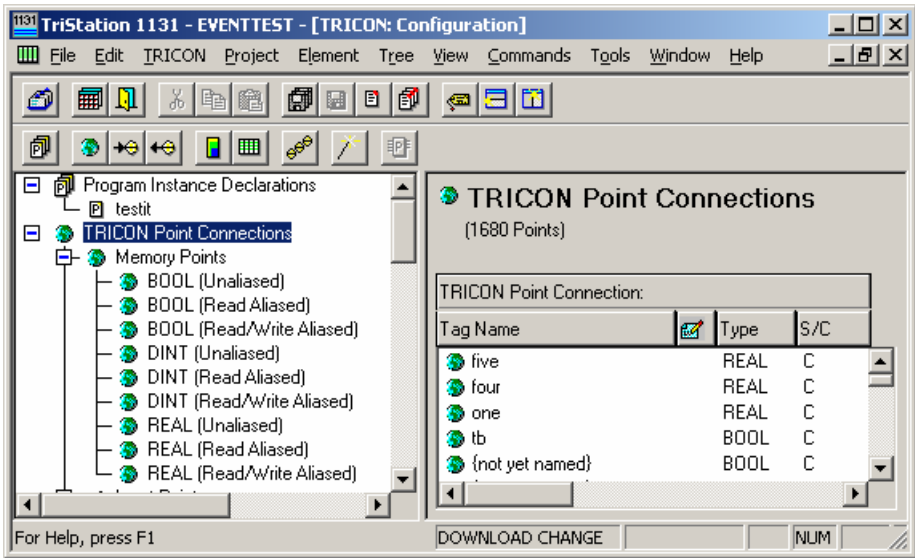 1131 TriStation 1131 - EVENTTEST - [TRICON: Configuration]
File Edit TRICON Project Element Tree View Commands Tools Window Help
Program Instance Declarations
P testit
TRICON Point Connections
Memory Points
BOOL (Unaliased)
BOOL (Read Aliased)
BOOL (Read/Write Aliased)
DINT (Unaliased)
DINT (Read Aliased)
DINT (Read/Write Aliased)
REAL (Unaliased)
REAL (Read Aliased)
REAL (Read/Write Aliased)
TRICON Point Connections
(1680 Points)
TRICON Point Connection:
Tag Name Type S/C
five REAL C
four REAL C
one REAL C
tb BOOL C
{not yet named} BOOL C
For Help, press F1 DOWNLOAD CHANGE NUM